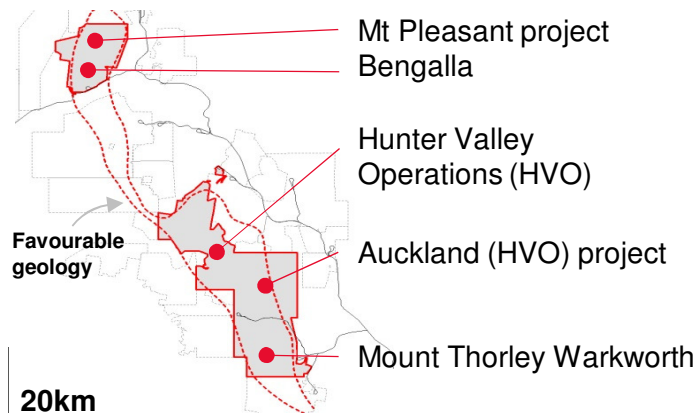 Mt Pleasant project
Bengalla
Hunter Valley
Operations (HVO)
Favourable
geology
Auckland (HVO) project
Mount Thorley Warkworth
20km